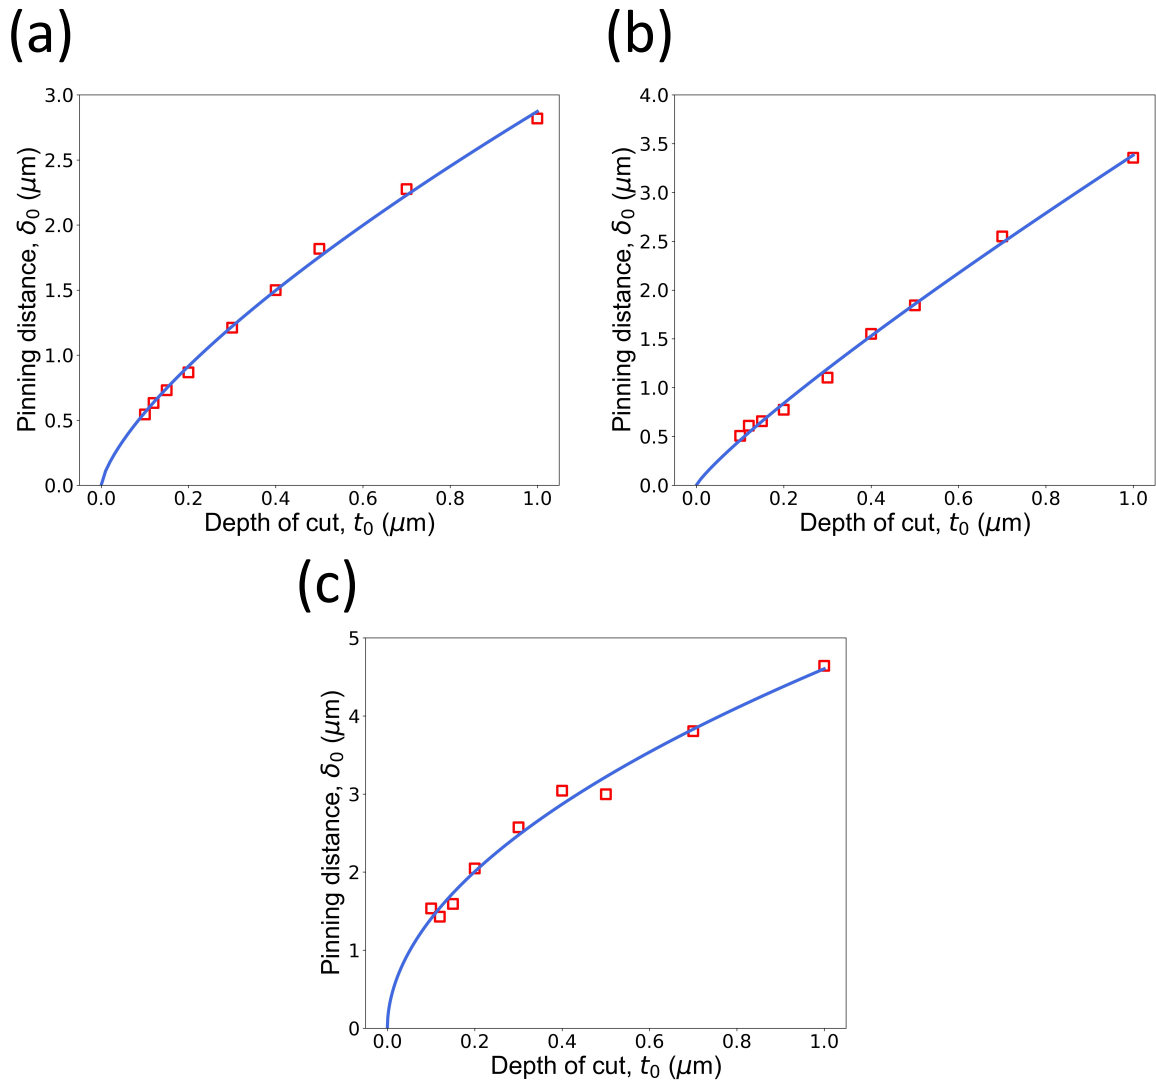 (a)
3.0
2.5
2.0
1.5
1.0
0.5
0.0
Pinning distance, δ₀ (μm)
0.0 0.2 0.4 0.6 0.8 1.0
Depth of cut, t₀ (μm)
(b)
4.0
3.5
3.0
2.5
2.0
1.5
1.0
0.5
0.0
Pinning distance, δ₀ (μm)
0.0 0.2 0.4 0.6 0.8 1.0
Depth of cut, t₀ (μm)
(c)
5
4
3
2
1
0
Pinning distance, δ₀ (μm)
0.0 0.2 0.4 0.6 0.8 1.0
Depth of cut, t₀ (μm)